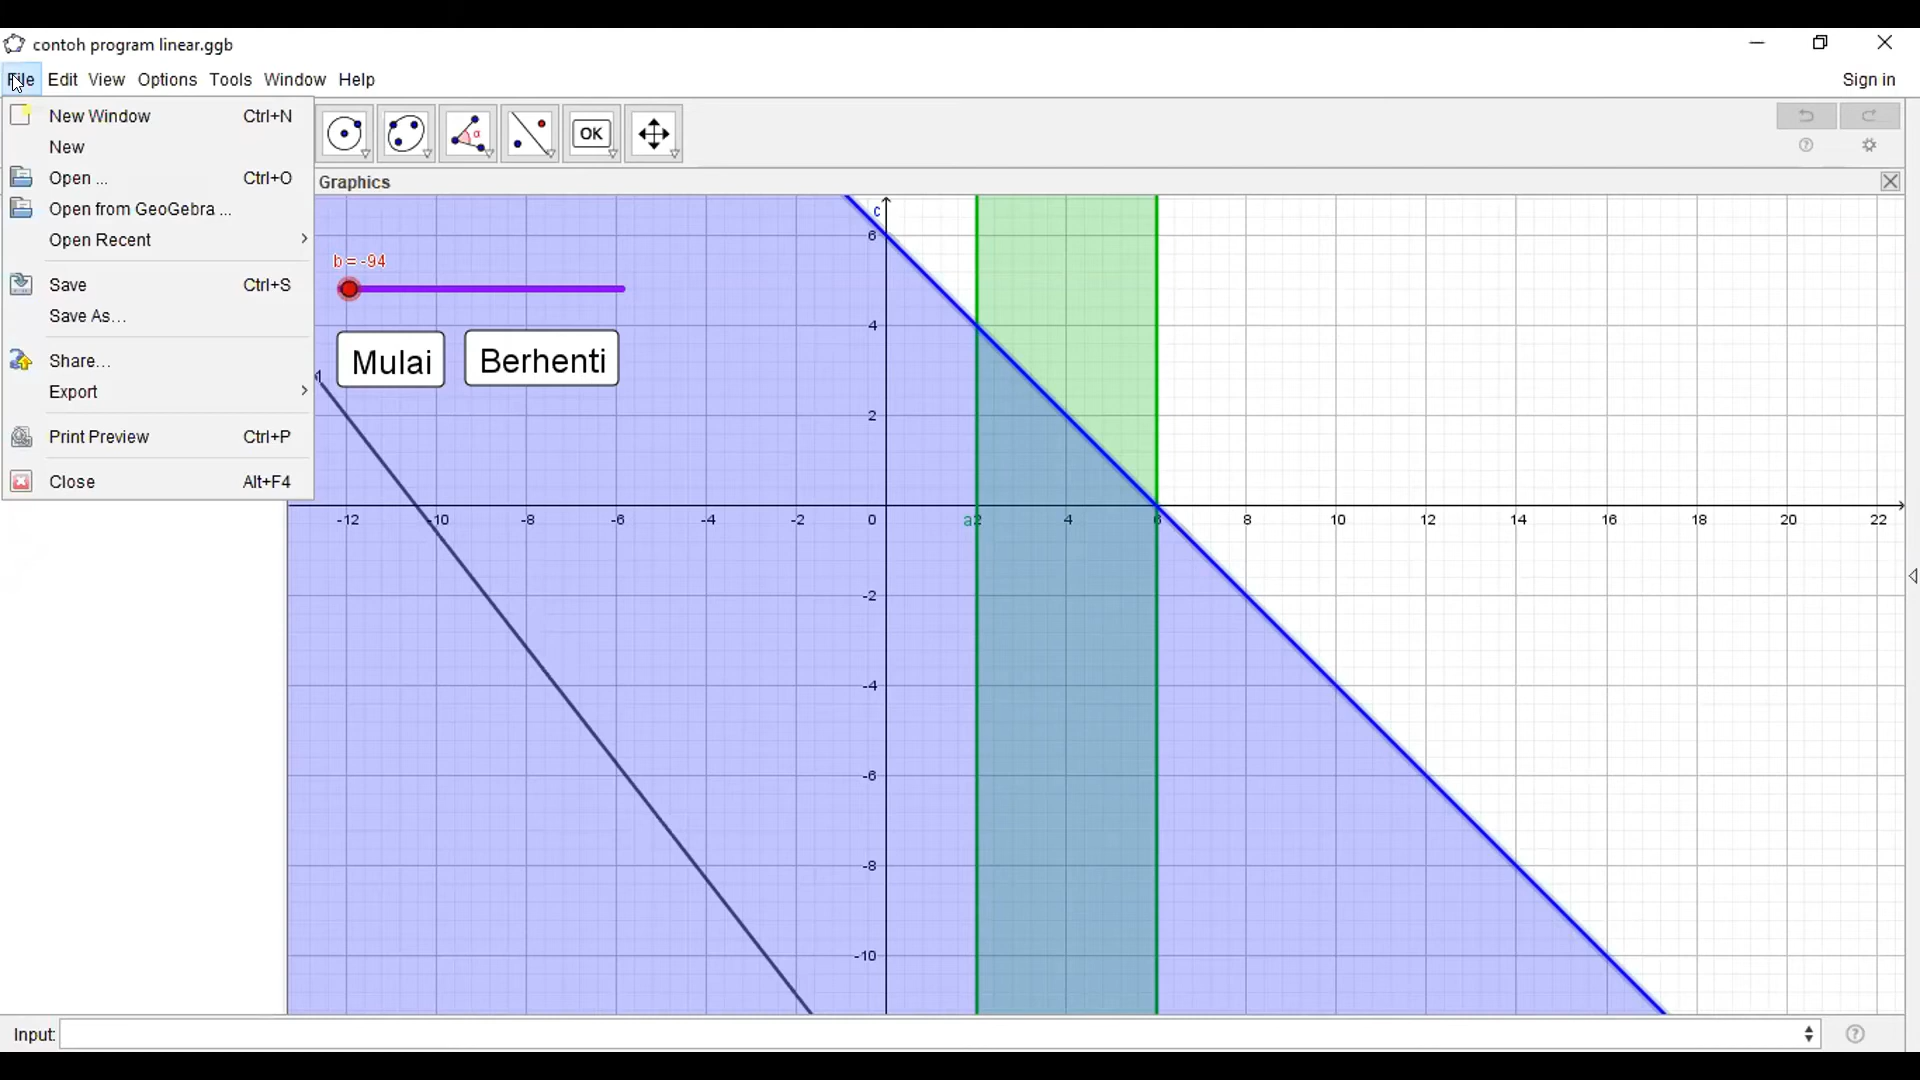 contoh program linear.ggb
File Edit View Options Tools Window Help
Sign in
New Window Ctrl+N
New
Open ... Ctrl+O
Open from GeoGebra ...
Open Recent
Save Ctrl+S
Save As...
Share...
Export
Print Preview Ctrl+P
Close Alt+F4
α
OK
Graphics
b = -94
Mulai Berhenti
c
6
4
2
-12 -10 -8 -6 -4 -2 0 a 2 4 6 8 10 12 14 16 18 20 22
-2
-4
-6
-8
-10
Input: